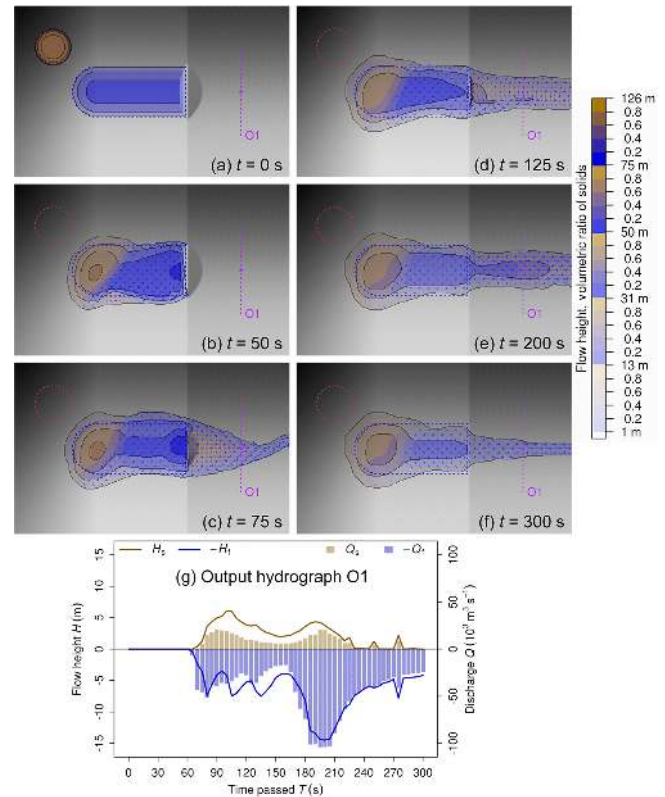 (a) t = 0 s
O1
(d) t = 125 s
O1
(b) t = 50 s
O1
(e) t = 200 s
O1
(c) t = 75 s
O1
(f) t = 300 s
O1
Flow height, volumetric ratio of solids
126 m
0.8
0.6
0.4
0.2
75 m
0.8
0.6
0.4
0.2
50 m
0.8
0.6
0.4
0.2
31 m
0.8
0.6
0.4
0.2
13 m
0.8
0.6
0.4
0.2
1 m
Hs −Hf Qs −Qf
(g) Output hydrograph O1
Flow height H (m)
15
10
5
0
-5
-10
-15
100
50
0
50
100
Discharge Q (10³ m³ s⁻¹)
0 30 60 90 120 150 180 210 240 270 300
Time passed T (s)